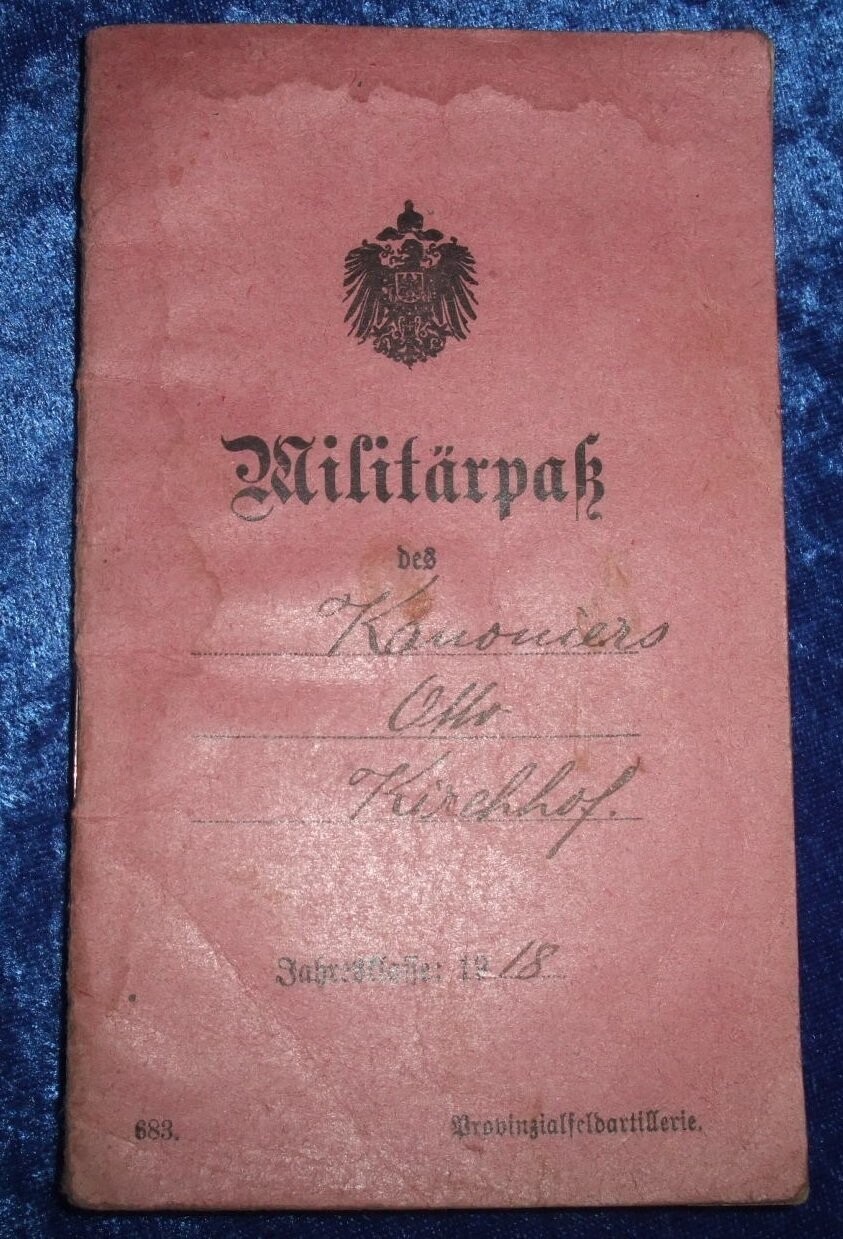 Militärpaß
des
Kanoniers
Otto
Kirchhof.
Jahresklasse: 1918
683. Provinzialfeldartillerie.